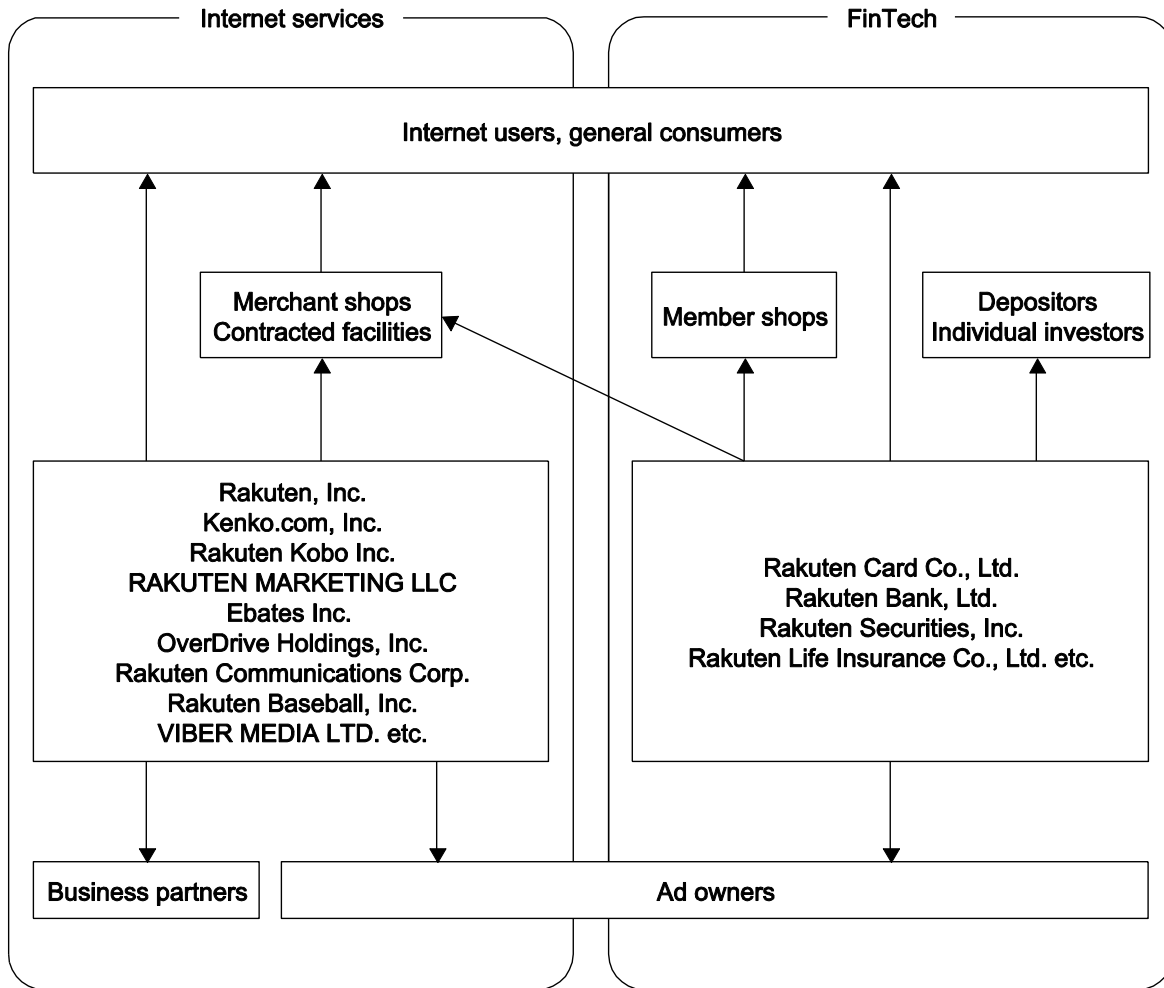 Internet services
FinTech
Internet users, general consumers
Merchant shops
Contracted facilities
Member shops
Depositors
Individual investors
Rakuten, Inc.
Kenko.com, Inc.
Rakuten Kobo Inc.
RAKUTEN MARKETING LLC
Ebates Inc.
OverDrive Holdings, Inc.
Rakuten Communications Corp.
Rakuten Baseball, Inc.
VIBER MEDIA LTD. etc.
Rakuten Card Co., Ltd.
Rakuten Bank, Ltd.
Rakuten Securities, Inc.
Rakuten Life Insurance Co., Ltd. etc.
Business partners
Ad owners